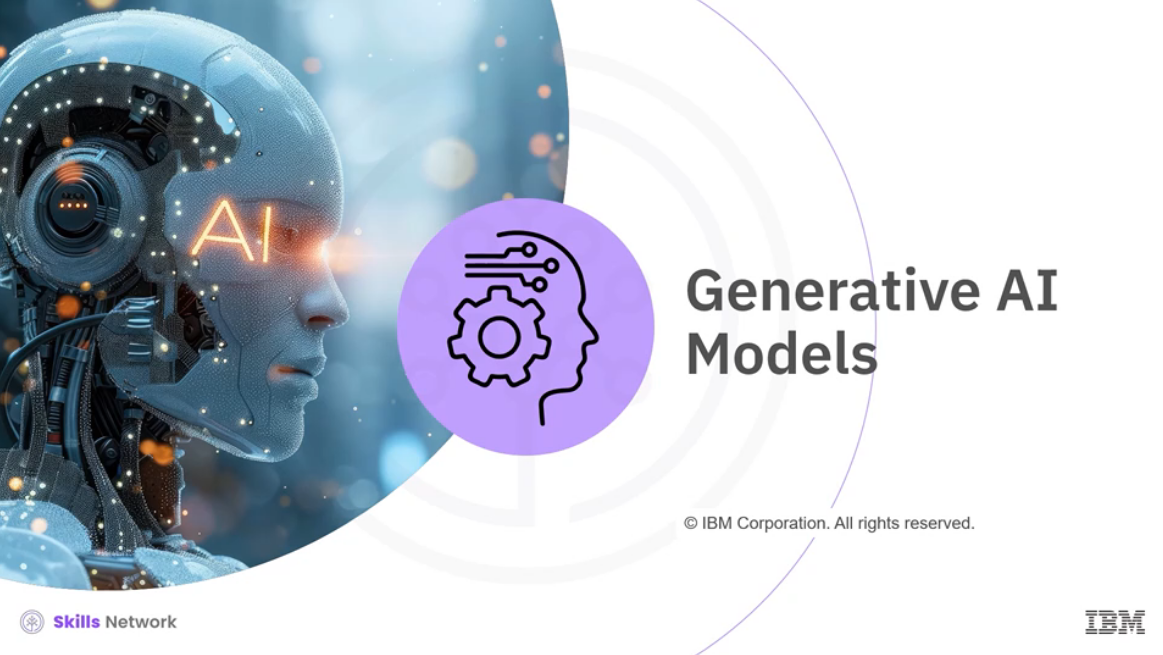 AI
Generative AI
Models
© IBM Corporation. All rights reserved.
Skills Network
IBM